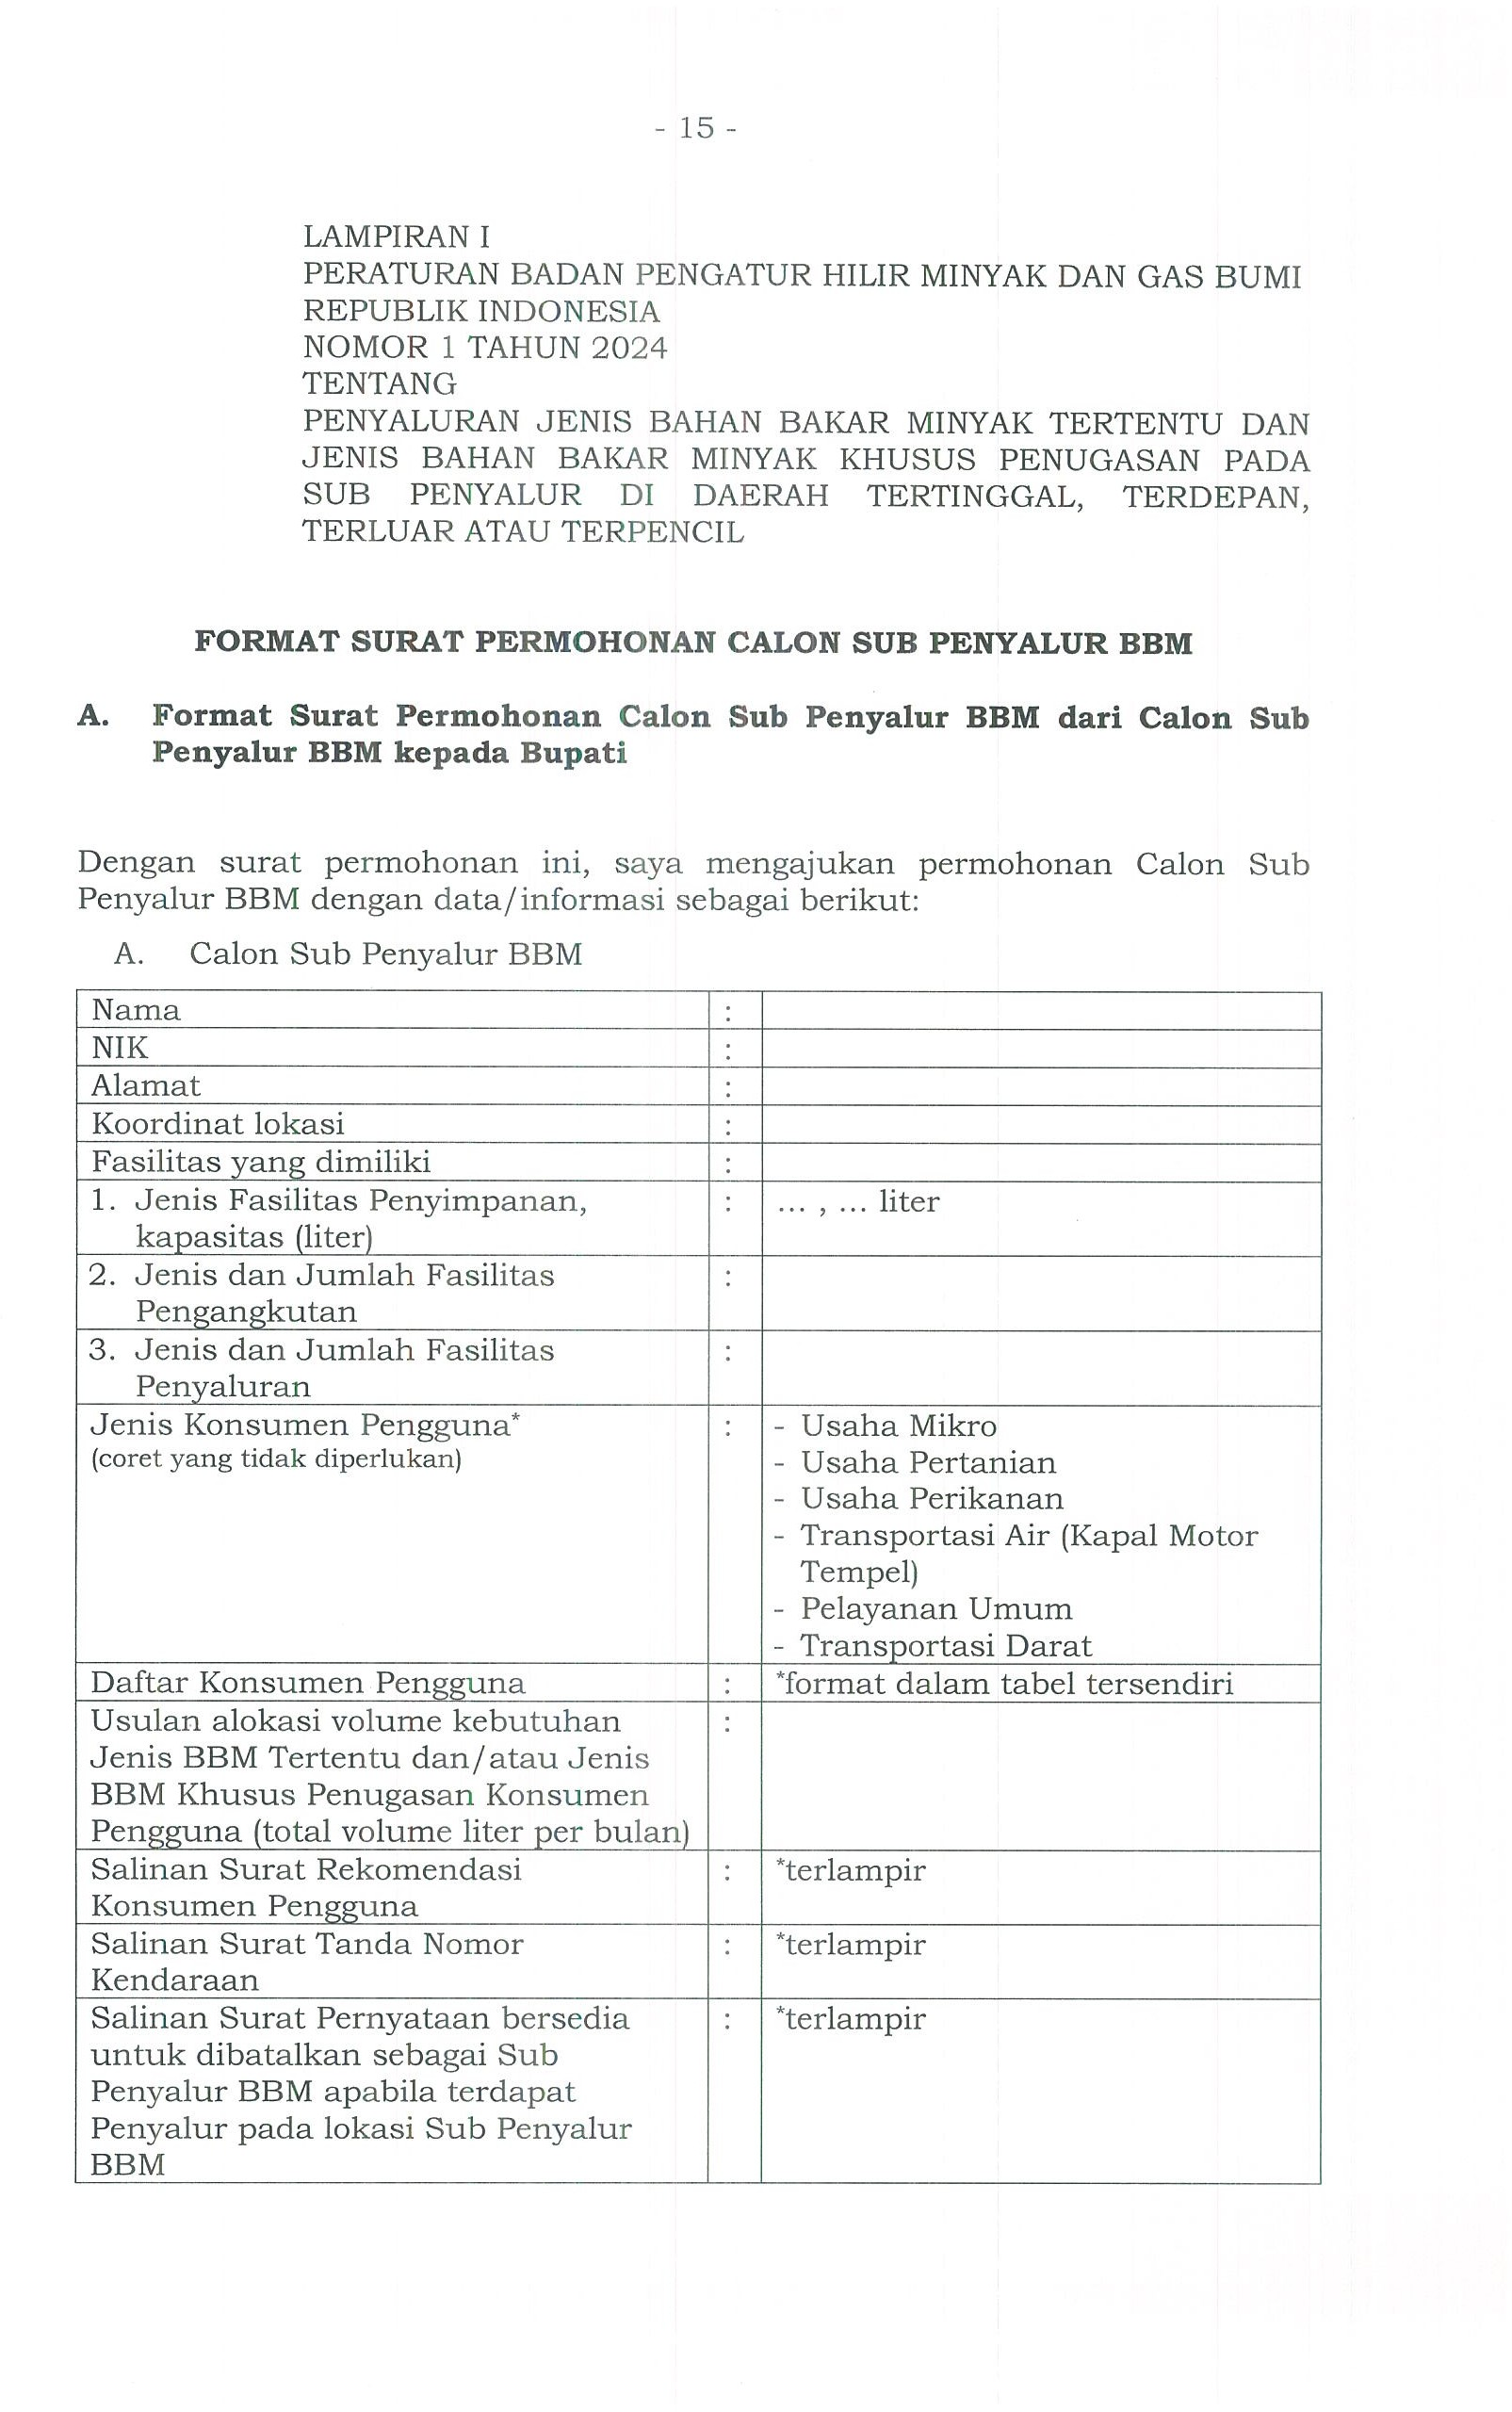 - 15 -
LAMPIRAN I
PERATURAN BADAN PENGATUR HILIR MINYAK DAN GAS BUMI
REPUBLIK INDONESIA
NOMOR 1 TAHUN 2024
TENTANG
PENYALURAN JENIS BAHAN BAKAR MINYAK TERTENTU DAN
JENIS BAHAN BAKAR MINYAK KHUSUS PENUGASAN PADA
SUB PENYALUR DI DAERAH TERTINGGAL, TERDEPAN,
TERLUAR ATAU TERPENCIL
FORMAT SURAT PERMOHONAN CALON SUB PENYALUR BBM
A. Format Surat Permohonan Calon Sub Penyalur BBM dari Calon Sub
Penyalur BBM kepada Bupati
Dengan surat permohonan ini, saya mengajukan permohonan Calon Sub
Penyalur BBM dengan data/informasi sebagai berikut:
A. Calon Sub Penyalur BBM
Nama :
NIK :
Alamat :
Koordinat lokasi :
Fasilitas yang dimiliki :
1. Jenis Fasilitas Penyimpanan, : ... , ... liter
kapasitas (liter)
2. Jenis dan Jumlah Fasilitas :
Pengangkutan
3. Jenis dan Jumlah Fasilitas :
Penyaluran
Jenis Konsumen Pengguna* : - Usaha Mikro
(coret yang tidak diperlukan) - Usaha Pertanian
- Usaha Perikanan
- Transportasi Air (Kapal Motor
Tempel)
- Pelayanan Umum
- Transportasi Darat
Daftar Konsumen Pengguna : *format dalam tabel tersendiri
Usulan alokasi volume kebutuhan :
Jenis BBM Tertentu dan/atau Jenis
BBM Khusus Penugasan Konsumen
Pengguna (total volume liter per bulan)
Salinan Surat Rekomendasi : *terlampir
Konsumen Pengguna
Salinan Surat Tanda Nomor : *terlampir
Kendaraan
Salinan Surat Pernyataan bersedia : *terlampir
untuk dibatalkan sebagai Sub
Penyalur BBM apabila terdapat
Penyalur pada lokasi Sub Penyalur
BBM